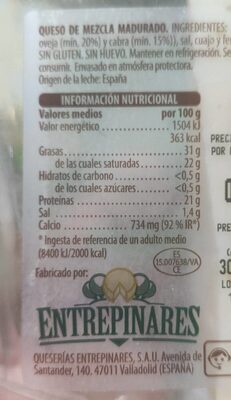 QUESO DE MEZCLA MADURADO. INGREDIENTES:
oveja (mín. 20%) y cabra (mín. 15%)), sal, cuajo y
SIN GLUTEN. SIN HUEVO. Mantener en refrigeración.
consumir. Envasado en atmósfera protectora.
Origen de la leche: España
INFORMACIÓN NUTRICIONAL
Valores medios por 100 g
Valor energético 1504 kJ
363 kcal
Grasas 31 g
de las cuales saturadas 22 g
Hidratos de carbono <0,5 g
de los cuales azúcares <0,5 g
Proteínas 21 g
Sal 1,4 g
Calcio 734 mg (92 % IR*)
* Ingesta de referencia de un adulto medio
(8400 kJ/2000 kcal)
ES
15.007638/VA
CE
Fabricado por:
ENTREPINARES
QUESERÍAS ENTREPINARES, S.A.U. Avenida de
Santander, 140. 47011 Valladolid (ESPAÑA)